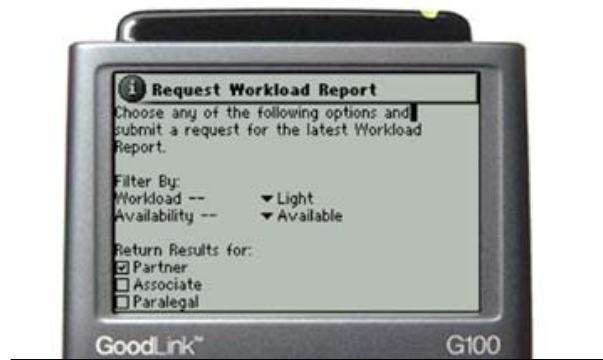 Request Workload Report
Choose any of the following options and
submit a request for the latest Workload
Report.
Filter By:
Workload -- Light
Availability -- Available
Return Results for:
Partner
Associate
Paralegal
GoodLink™ G100